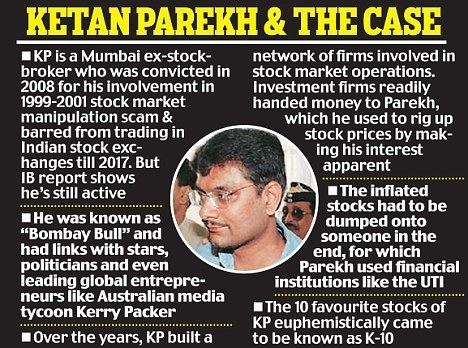 KETAN PAREKH & THE CASE
■ KP is a Mumbai ex-stock-
broker who was convicted in
2008 for his involvement in
1999-2001 stock market
manipulation scam &
barred from trading in
Indian stock exc-
hanges till 2017. But
IB report shows
he's still active
■ He was known as
“Bombay Bull” and
had links with stars,
politicians and even
leading global entrepre-
neurs like Australian media
tycoon Kerry Packer
■ Over the years, KP built a
network of firms involved in
stock market operations.
Investment firms readily
handed money to Parekh,
which he used to rig up
stock prices by mak-
ing his interest
apparent
■ The inflated
stocks had to be
dumped onto
someone in the
end, for which
Parekh used financial
institutions like the UTI
■ The 10 favourite stocks of
KP euphemistically came
to be known as K-10